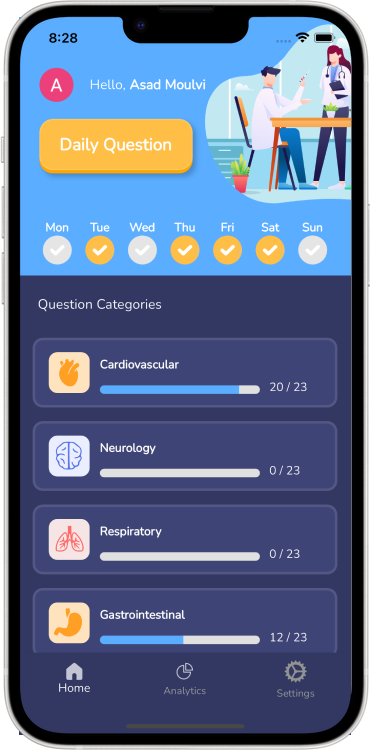 8:28
A
Hello, Asad Moulvi
Daily Question
Mon Tue Wed Thu Fri Sat Sun
Question Categories
Cardiovascular
20 / 23
Neurology
0 / 23
Respiratory
0 / 23
Gastrointestinal
12 / 23
Home Analytics Settings